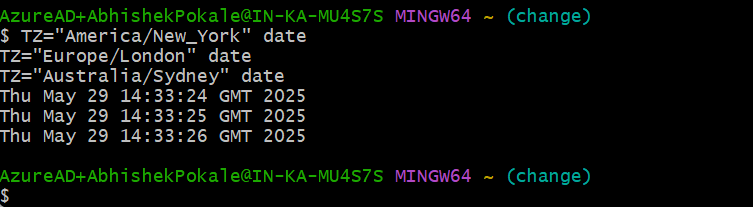 AzureAD+AbhishekPokale@IN-KA-MU4S7S MINGW64 ~ (change)
$ TZ="America/New_York" date
TZ="Europe/London" date
TZ="Australia/Sydney" date
Thu May 29 14:33:24 GMT 2025
Thu May 29 14:33:25 GMT 2025
Thu May 29 14:33:26 GMT 2025
AzureAD+AbhishekPokale@IN-KA-MU4S7S MINGW64 ~ (change)
$